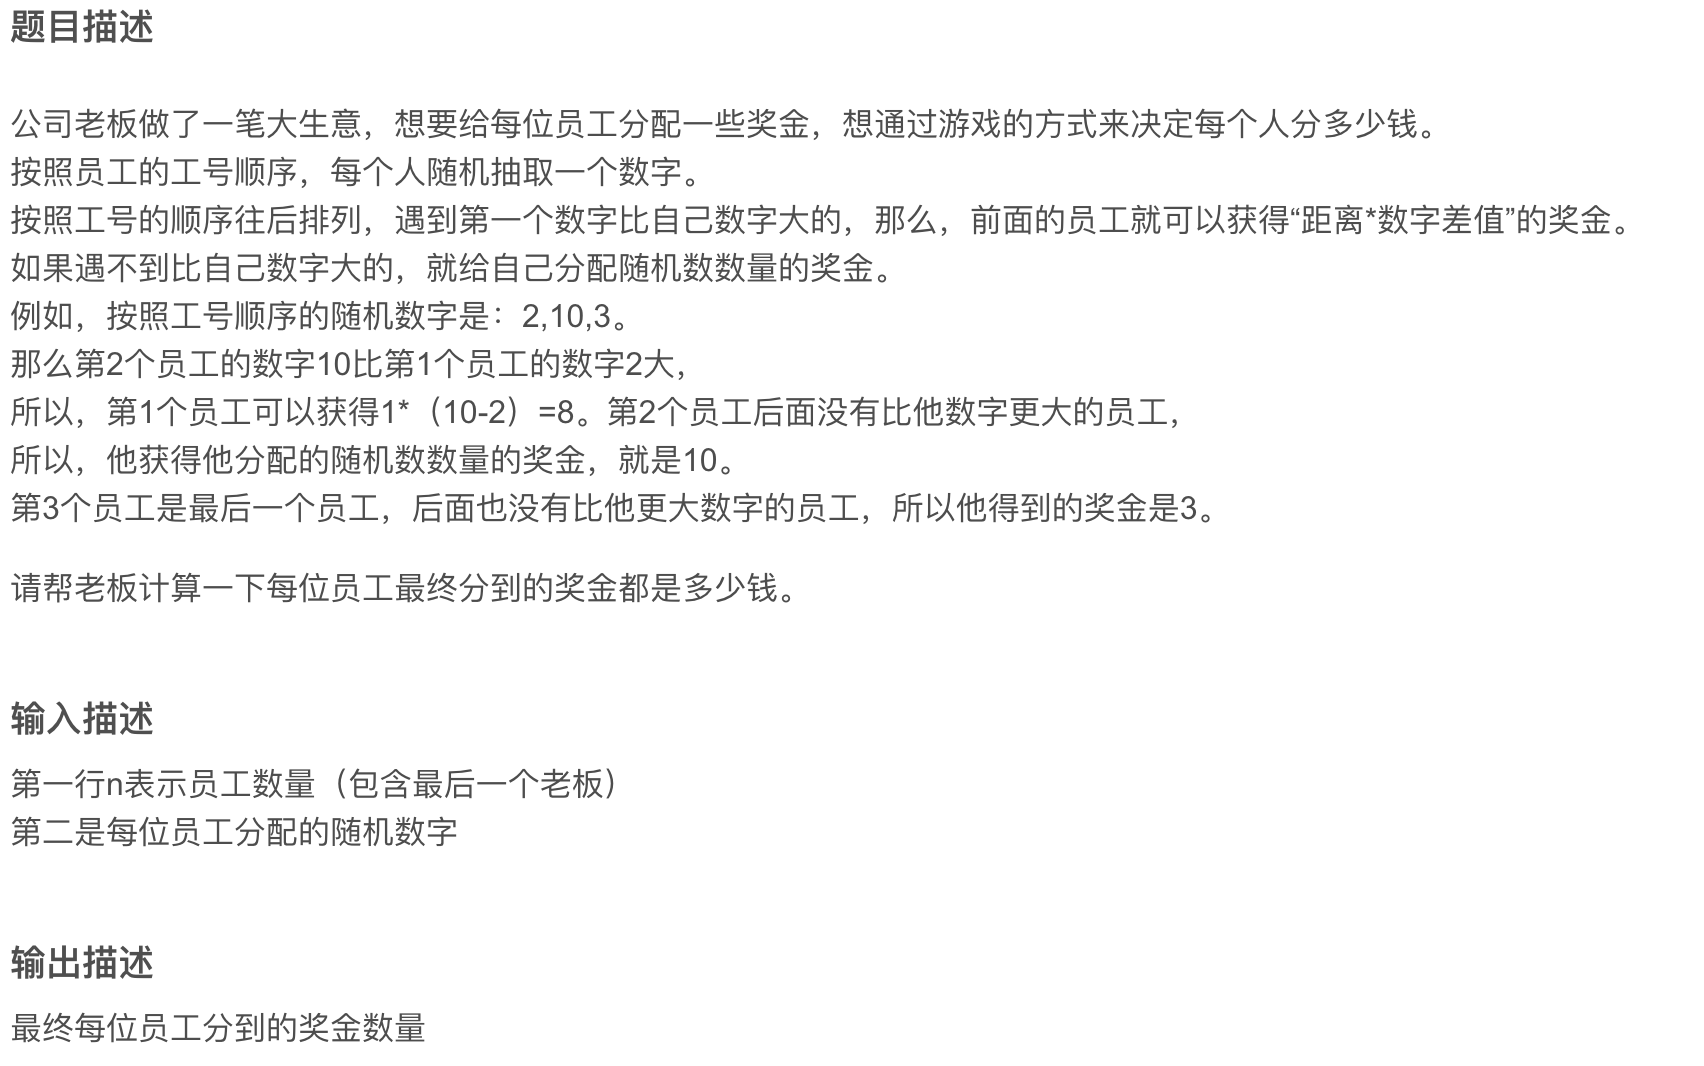 题目描述
公司老板做了一笔大生意，想要给每位员工分配一些奖金，想通过游戏的方式来决定每个人分多少钱。
按照员工的工号顺序，每个人随机抽取一个数字。
按照工号的顺序往后排列，遇到第一个数字比自己数字大的，那么，前面的员工就可以获得“距离*数字差值”的奖金。
如果遇不到比自己数字大的，就给自己分配随机数数量的奖金。
例如，按照工号顺序的随机数字是：2,10,3。
那么第2个员工的数字10比第1个员工的数字2大，
所以，第1个员工可以获得1*（10-2）=8。第2个员工后面没有比他数字更大的员工，
所以，他获得他分配的随机数数量的奖金，就是10。
第3个员工是最后一个员工，后面也没有比他更大数字的员工，所以他得到的奖金是3。
请帮老板计算一下每位员工最终分到的奖金都是多少钱。
输入描述
第一行n表示员工数量（包含最后一个老板）
第二是每位员工分配的随机数字
输出描述
最终每位员工分到的奖金数量